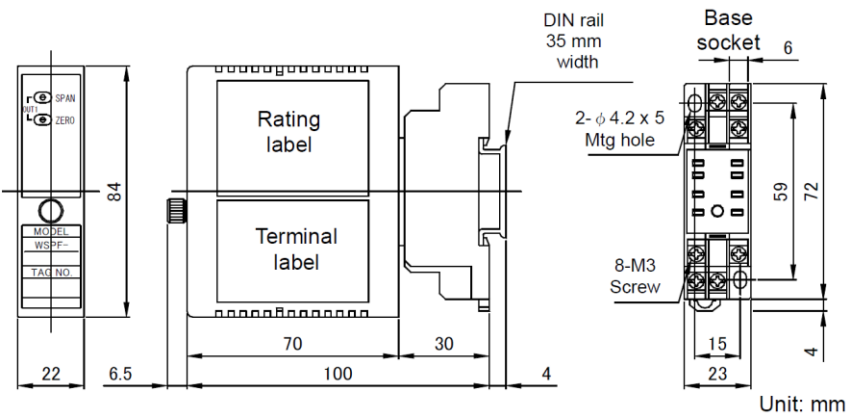 SPAN
OUT1
ZERO
MODEL
WSPF-
TAG NO.
84
22
Rating
label
Terminal
label
6.5
70
30
100
4
DIN rail
35 mm
width
Base
socket
6
2- ϕ 4.2 x 5
Mtg hole
59
72
8-M3
Screw
15
4
23
Unit: mm